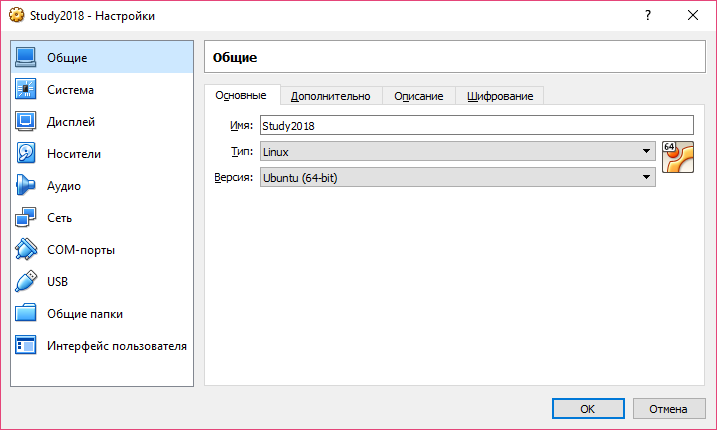 Study2018 - Настройки
?
Общие
Система
Дисплей
Носители
Аудио
Сеть
COM-порты
USB
Общие папки
Интерфейс пользователя
Общие
Основные Дополнительно Описание Шифрование
Имя: Study2018
Тип: Linux
64
Версия: Ubuntu (64-bit)
OK Отмена